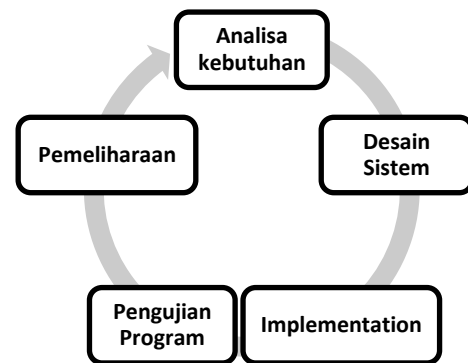 Analisa
kebutuhan
Desain
Sistem
Implementation
Pengujian
Program
Pemeliharaan